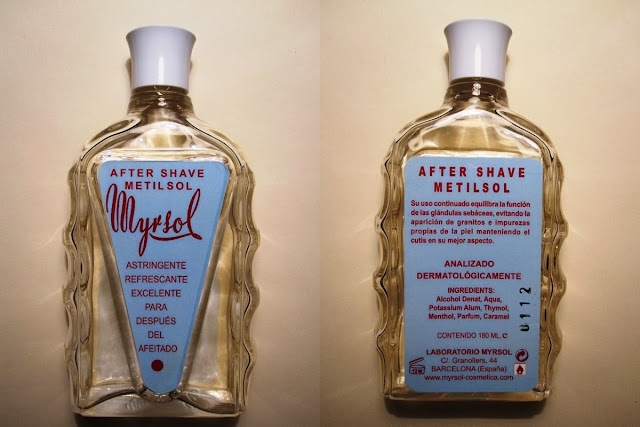 AFTER SHAVE
METILSOL
Myrsol
ASTRINGENTE
REFRESCANTE
EXCELENTE
PARA
DESPUÉS
DEL
AFEITADO
AFTER SHAVE
METILSOL
Su uso continuado equilibra la función
de las glándulas sebáceas, evitando la
aparición de granitos e impurezas
propias de la piel manteniendo el
cutis en su mejor aspecto.
ANALIZADO
DERMATOLÓGICAMENTE
INGREDIENTS:
Alcohol Denat, Aqua,
Potassium Alum, Thymol,
Menthol, Parfum, Caramel
CONTENIDO 180 ML.e
LABORATORIO MYRSOL
C/. Granollers, 44
BARCELONA (España)
www.myrsol-cosmetica.com